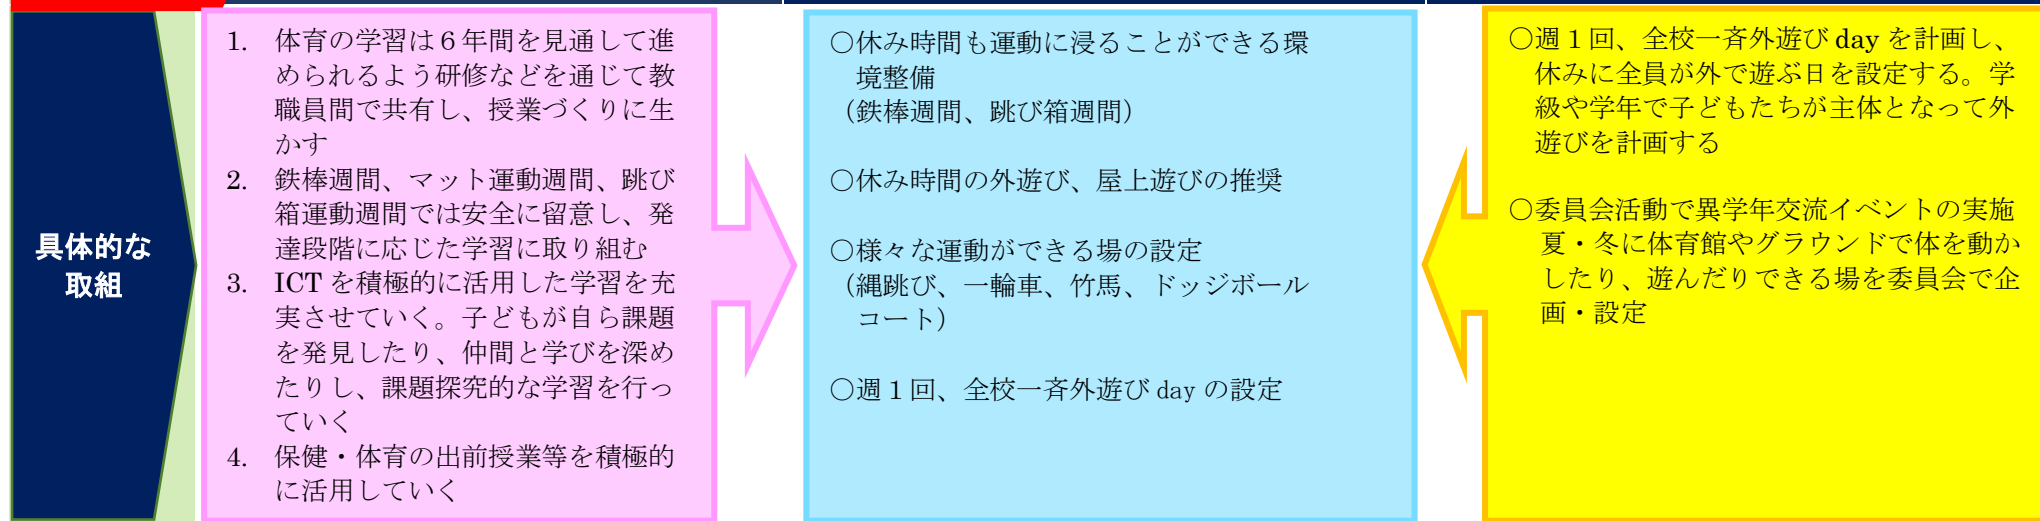 具体的な
取組
1. 体育の学習は６年間を見通して進
められるよう研修などを通じて教
職員間で共有し、授業づくりに生
かす
2. 鉄棒週間、マット運動週間、跳び
箱運動週間では安全に留意し、発
達段階に応じた学習に取り組む
3. ICT を積極的に活用した学習を充
実させていく。子どもが自ら課題
を発見したり、仲間と学びを深め
たりし、課題探究的な学習を行っ
ていく
4. 保健・体育の出前授業等を積極的
に活用していく
○休み時間も運動に浸ることができる環
境整備
（鉄棒週間、跳び箱週間）
○休み時間の外遊び、屋上遊びの推奨
○様々な運動ができる場の設定
（縄跳び、一輪車、竹馬、ドッジボール
コート）
○週１回、全校一斉外遊び day の設定
○週１回、全校一斉外遊び day を計画し、
休みに全員が外で遊ぶ日を設定する。学
級や学年で子どもたちが主体となって外
遊びを計画する
○委員会活動で異学年交流イベントの実施
夏・冬に体育館やグラウンドで体を動か
したり、遊んだりできる場を委員会で企
画・設定